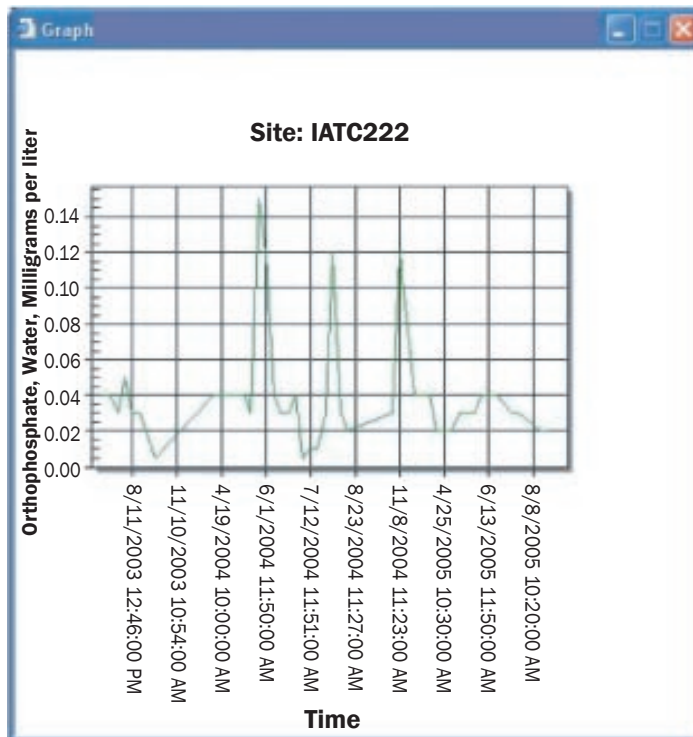 Graph
Site: IATC222
Orthophosphate, Water, Milligrams per liter
0.14
0.12
0.10
0.08
0.06
0.04
0.02
0.00
8/11/2003 12:46:00 PM
11/10/2003 10:54:00 AM
4/19/2004 10:00:00 AM
6/1/2004 11:50:00 AM
7/12/2004 11:51:00 AM
8/23/2004 11:27:00 AM
11/8/2004 11:23:00 AM
4/25/2005 10:30:00 AM
6/13/2005 11:50:00 AM
8/8/2005 10:20:00 AM
Time